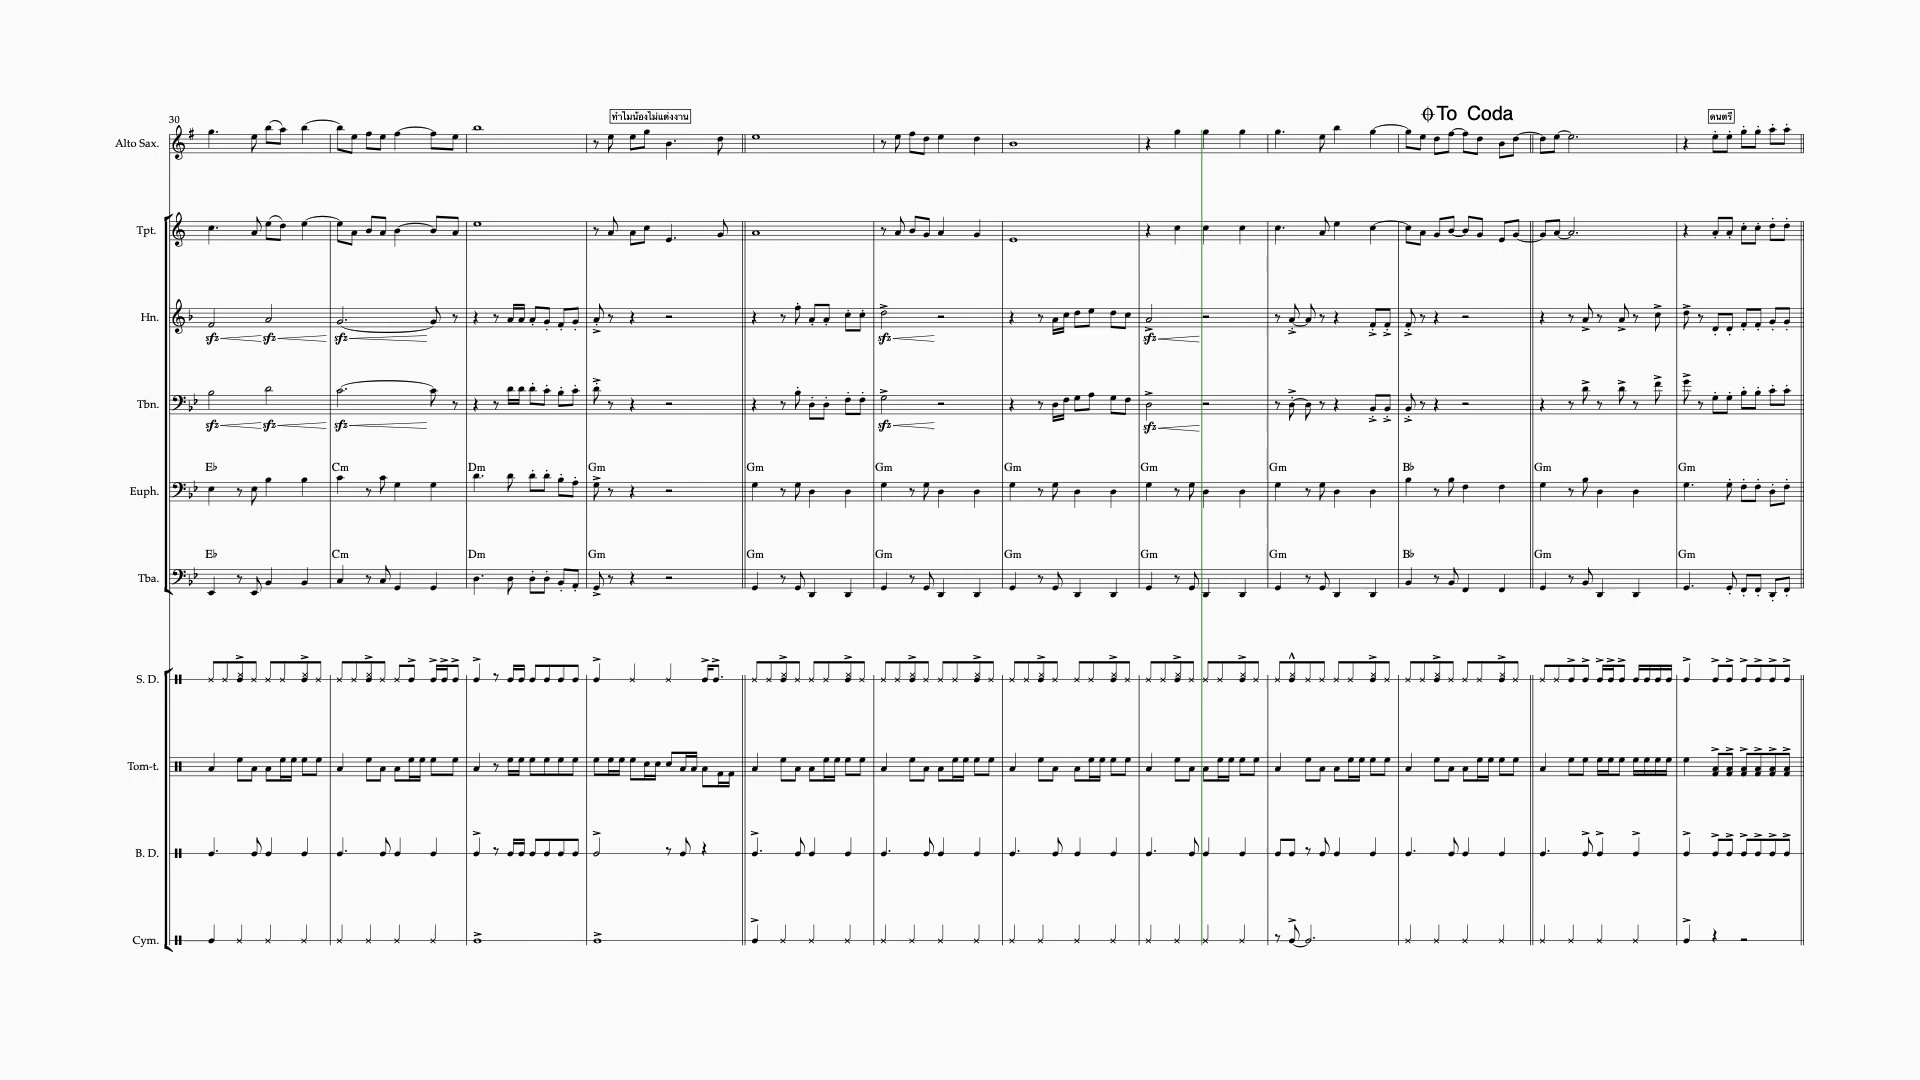 To Coda
30
ทำไมน้องไม่แต่งงาน
ดนตรี
Alto Sax.
Tpt.
Hn.
sfz sfz sfz sfz sfz
Tbn.
sfz sfz sfz sfz sfz
E♭ Cm Dm Gm Gm Gm Gm Gm Gm B♭ Gm Gm
Euph.
E♭ Cm Dm Gm Gm Gm Gm Gm Gm B♭ Gm Gm
Tba.
S. D.
Tom-t.
B. D.
Cym.